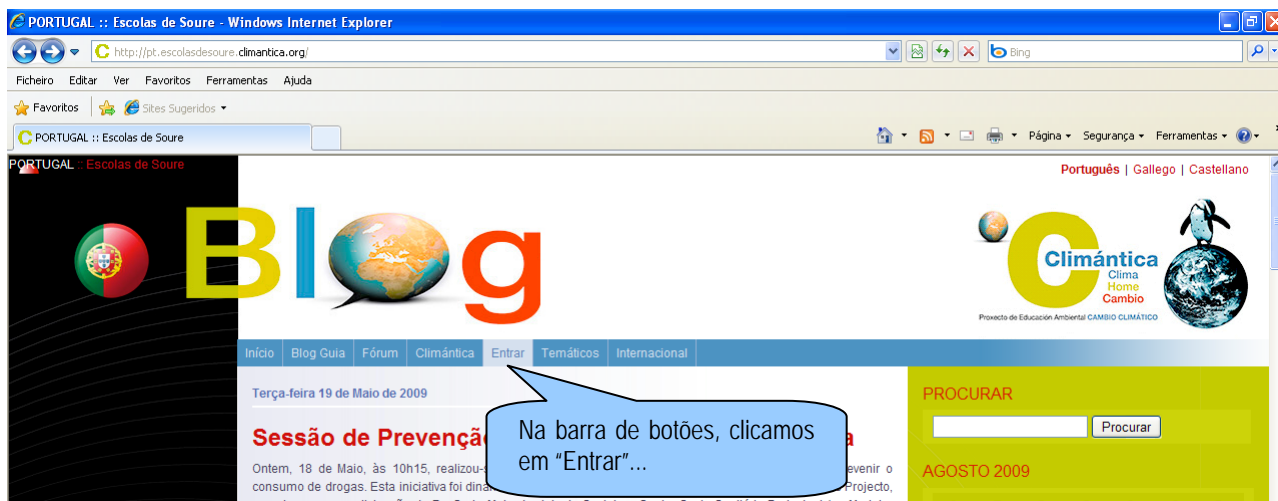 PORTUGAL :: Escolas de Soure - Windows Internet Explorer
http://pt.escolasdesoure.climantica.org/
Bing
Ficheiro Editar Ver Favoritos Ferramentas Ajuda
Favoritos Sites Sugeridos
PORTUGAL :: Escolas de Soure
Página Segurança Ferramentas
PORTUGAL :: Escolas de Soure
Português | Gallego | Castellano
Blog
C
Climántica
Clima
Home
Cambio
Proxecto de Educación Ambiental CAMBIO CLIMÁTICO
Início Blog Guia Fórum Climántica Entrar Temáticos Internacional
Terça-feira 19 de Maio de 2009
Sessão de Prevençã a
Ontem, 18 de Maio, às 10h15, realizou-s evenir o
consumo de drogas. Esta iniciativa foi dina Projecto,
Na barra de botões, clicamos
em “Entrar”...
PROCURAR
Procurar
AGOSTO 2009